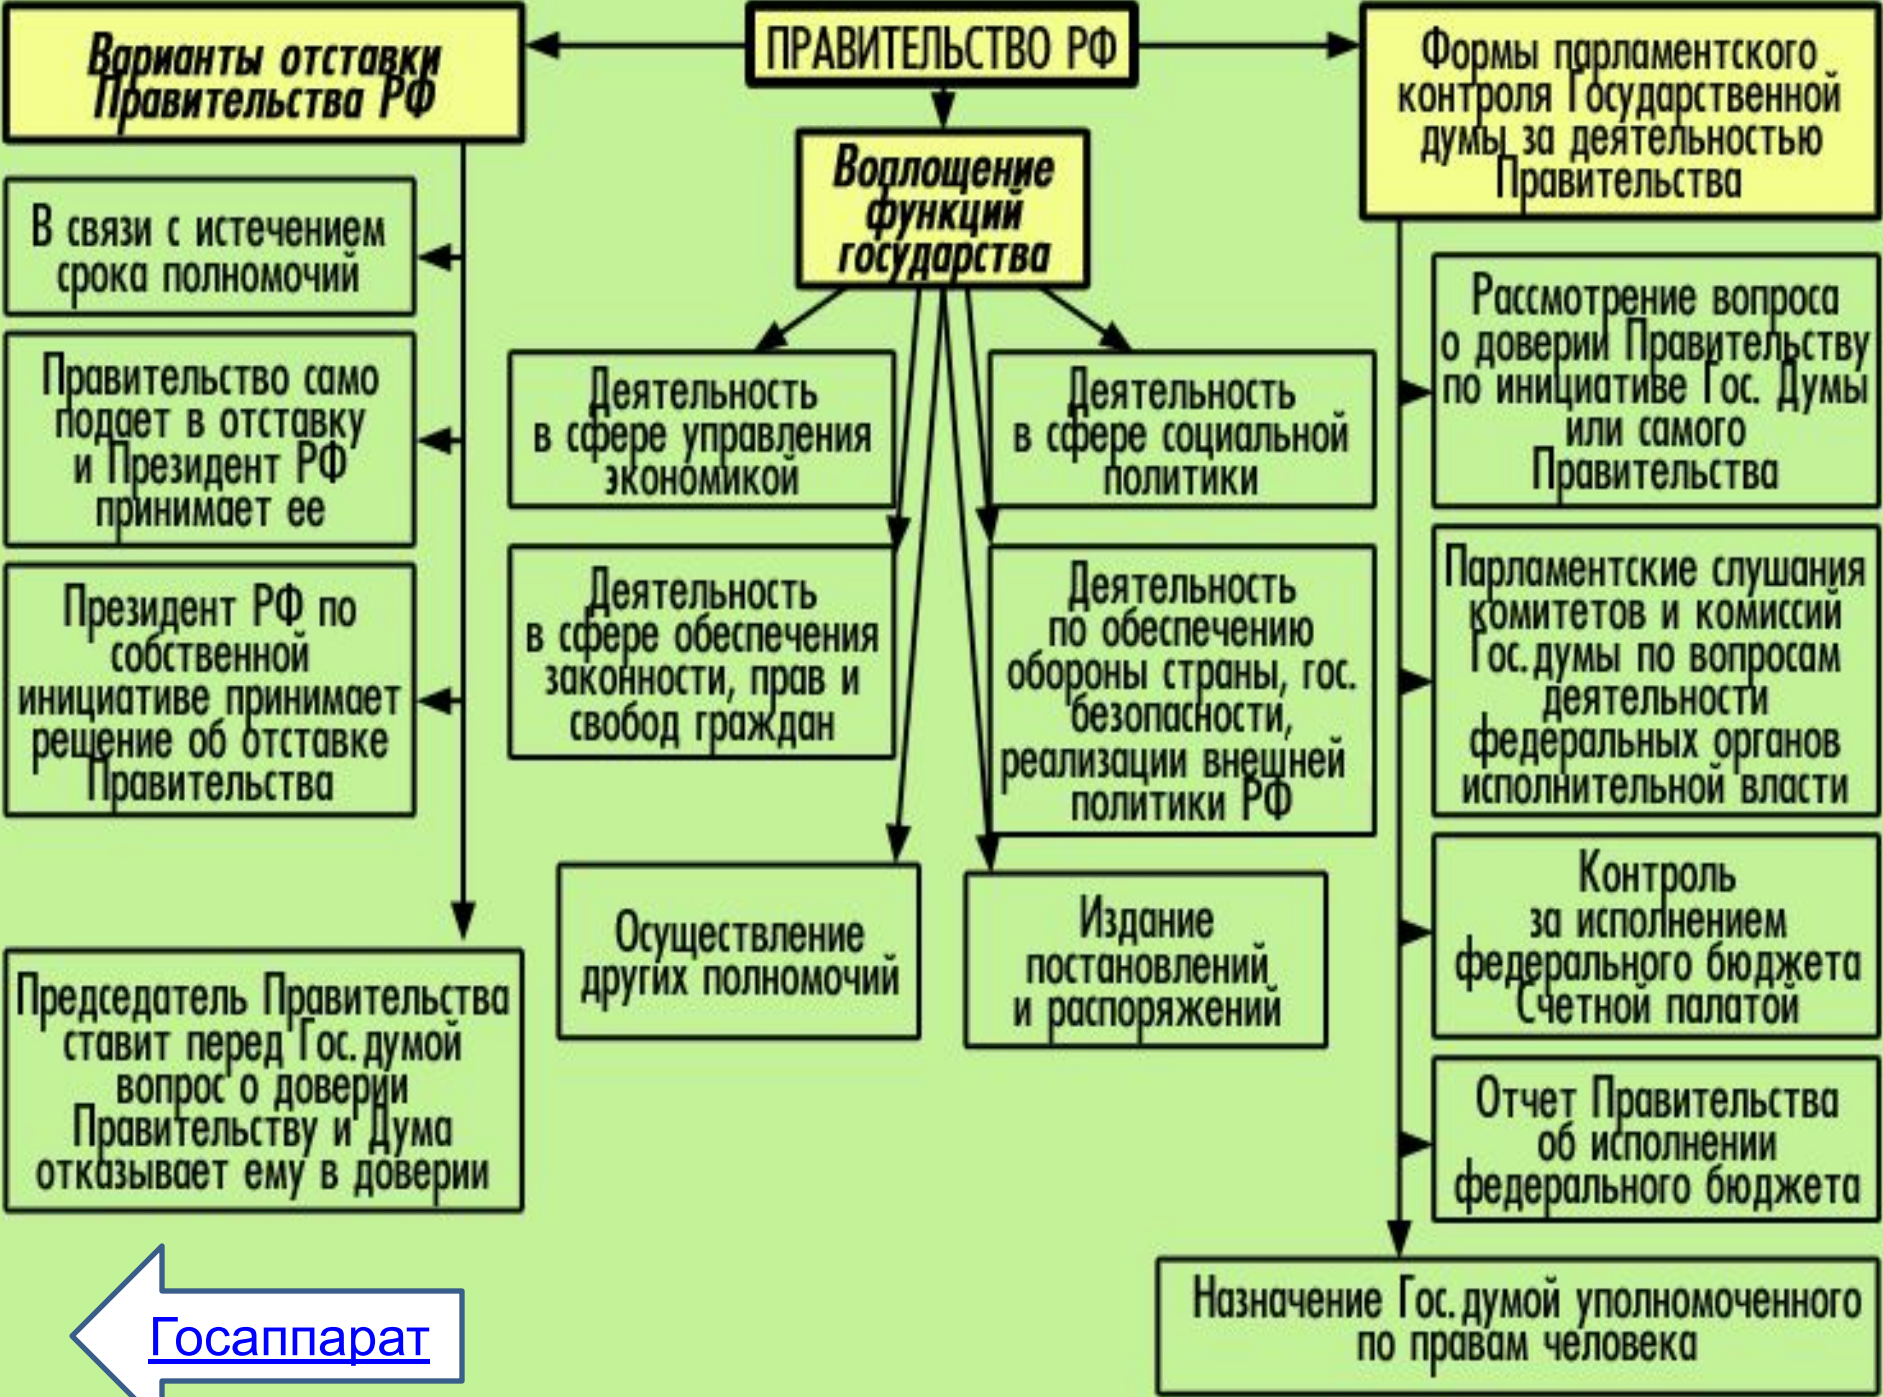 ПРАВИТЕЛЬСТВО РФ
Варианты отставки
Правительства РФ
В связи с истечением
срока полномочий
Правительство само
подает в отставку
и Президент РФ
принимает ее
Президент РФ по
собственной
инициативе принимает
решение об отставке
Правительства
Председатель Правительства
ставит перед Гос. думой
вопрос о доверии
Правительству и Дума
отказывает ему в доверии
Воплощение
функций
государства
Деятельность
в сфере управления
экономикой
Деятельность
в сфере социальной
политики
Деятельность
в сфере обеспечения
законности, прав и
свобод граждан
Деятельность
по обеспечению
обороны страны, гос.
безопасности,
реализации внешней
политики РФ
Осуществление
других полномочий
Издание
постановлений
и распоряжений
Формы парламентского
контроля Государственной
думы за деятельностью
Правительства
Рассмотрение вопроса
о доверии Правительству
по инициативе Гос. Думы
или самого
Правительства
Парламентские слушания
комитетов и комиссий
Гос. думы по вопросам
деятельности
федеральных органов
исполнительной власти
Контроль
за исполнением
федерального бюджета
Счетной палатой
Отчет Правительства
об исполнении
федерального бюджета
Назначение Гос. думой уполномоченного
по правам человека
Госаппарат